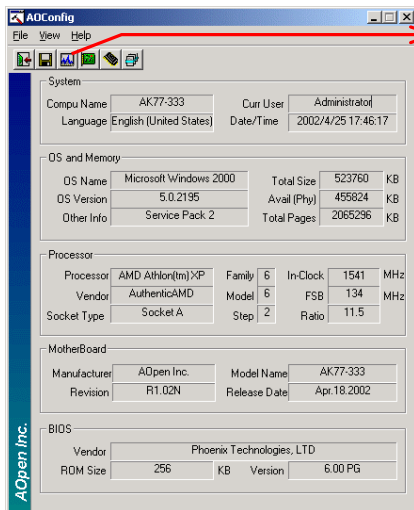 AOConfig
File View Help
System
Compu Name AK77-333 Curr User Administrator
Language English (United States) Date/Time 2002/4/25 17:46:17
OS and Memory
OS Name Microsoft Windows 2000 Total Size 523760 KB
OS Version 5.0.2195 Avail (Phy) 455824 KB
Other Info Service Pack 2 Total Pages 2065296 KB
Processor
Processor AMD Athlon(tm) XP Family 6 In-Clock 1541 MHz
Vendor AuthenticAMD Model 6 FSB 134 MHz
Socket Type Socket A Step 2 Ratio 11.5
MotherBoard
Manufacturer AOpen Inc. Model Name AK77-333
Revision R1.02N Release Date Apr.18.2002
BIOS
Vendor Phoenix Technologies, LTD
ROM Size 256 KB Version 6.00 PG
AOpen Inc.